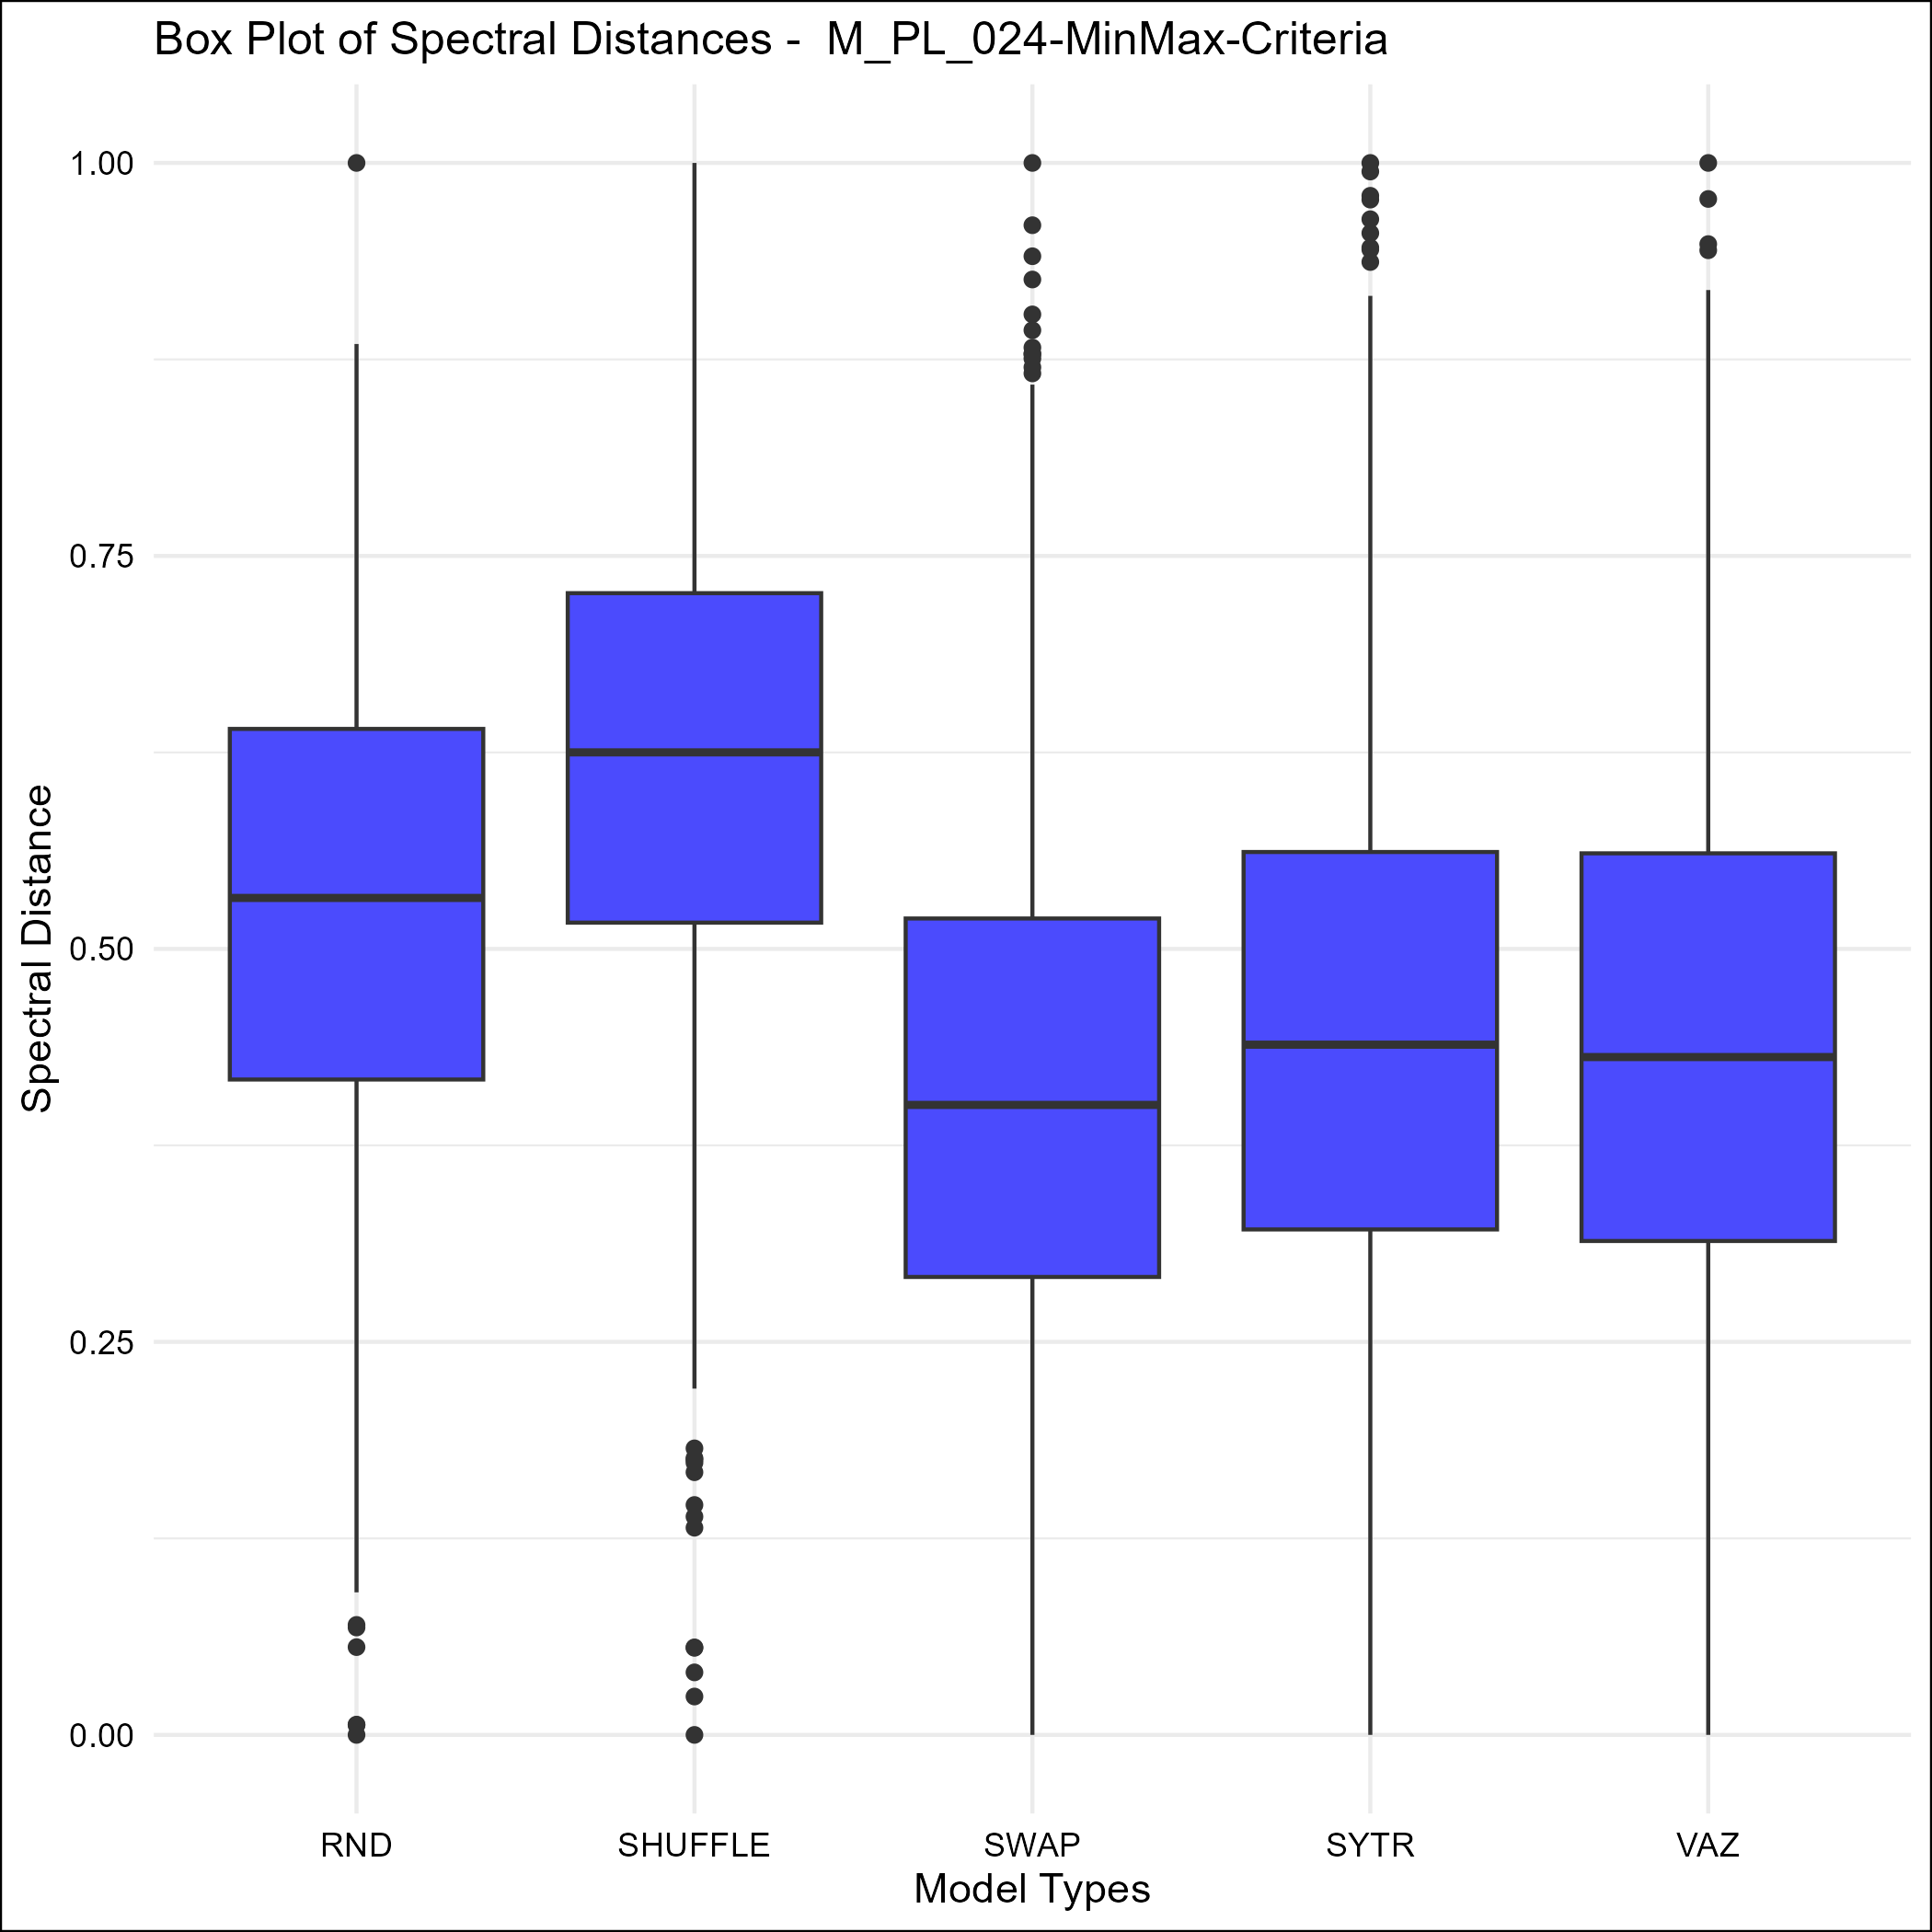 Box Plot of Spectral Distances -  M_PL_024-MinMax-Criteria
1.00
0.75
0.50
0.25
0.00
Spectral Distance
RND SHUFFLE SWAP SYTR VAZ
Model Types